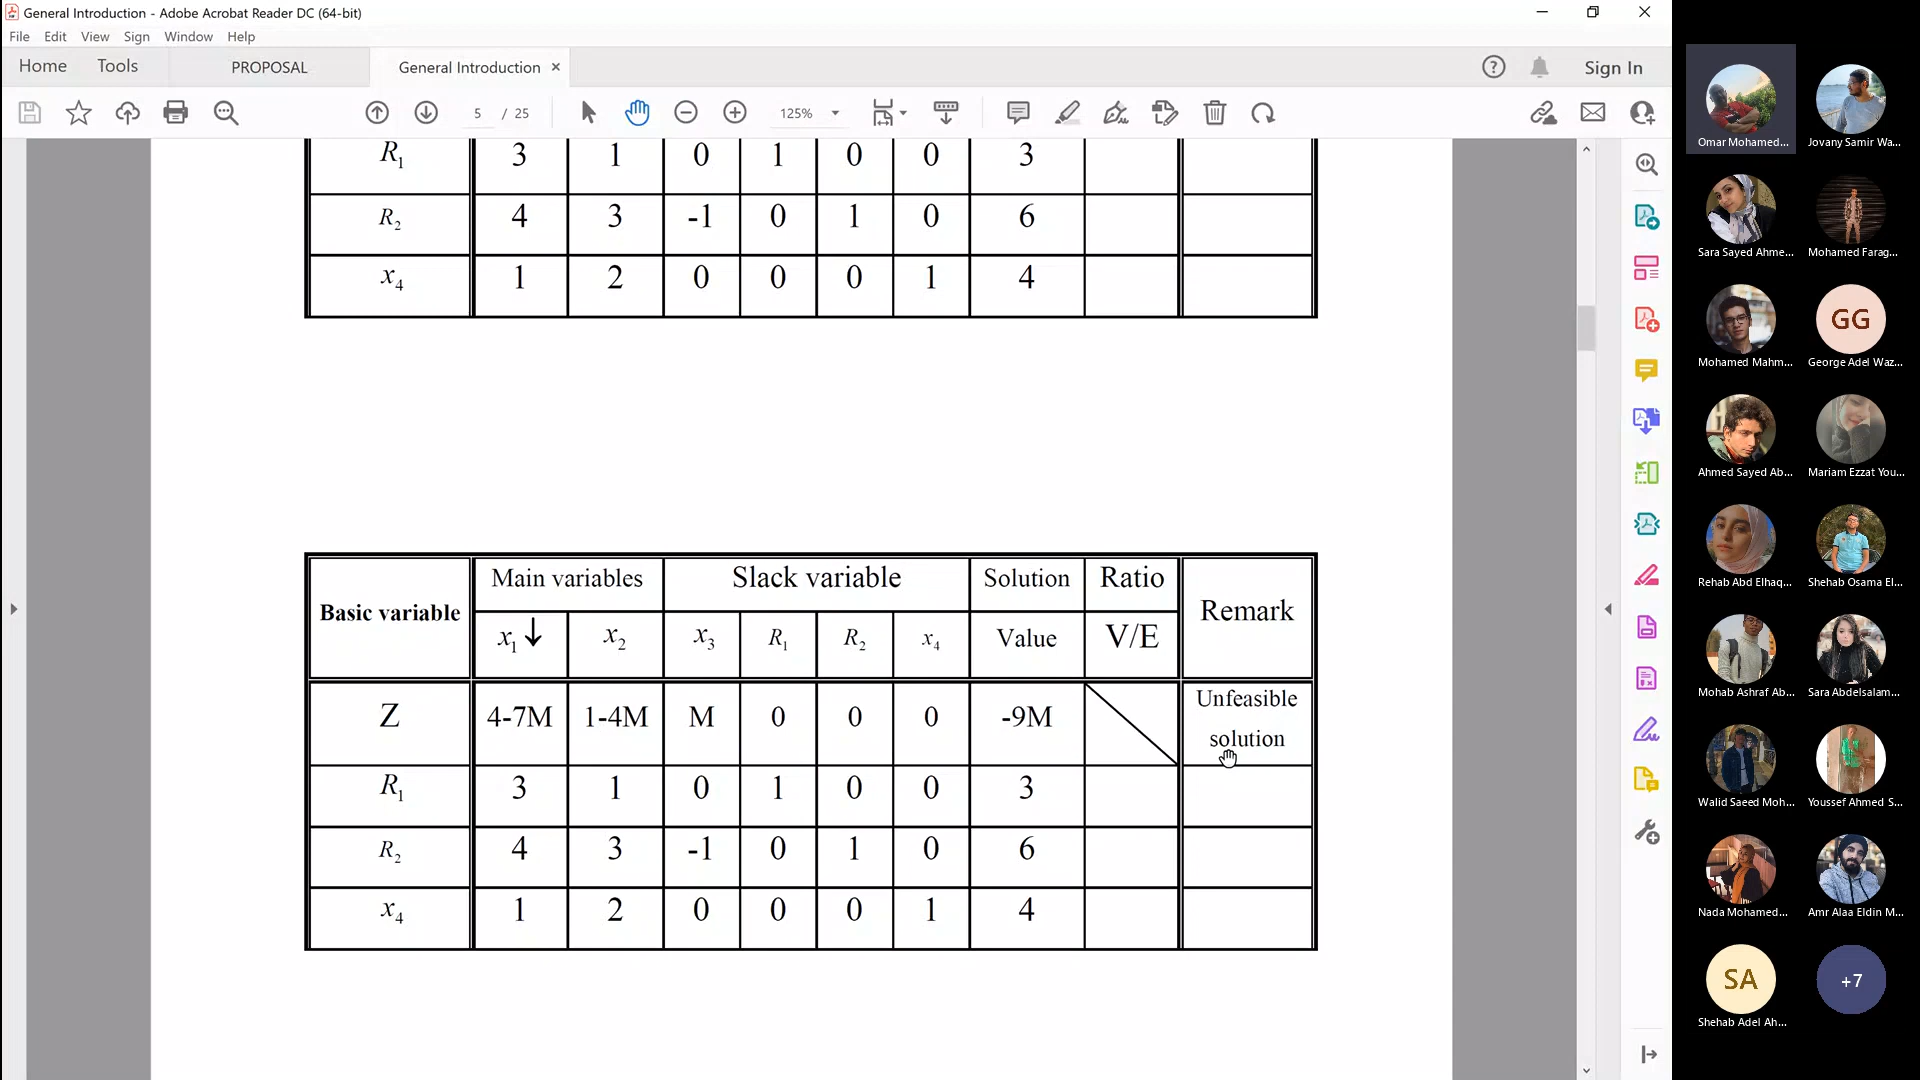 General Introduction - Adobe Acrobat Reader DC (64-bit)
File Edit View Sign Window Help
Home Tools PROPOSAL General Introduction × Sign In
5 / 25 125%
R1 3 1 0 1 0 0 3
R2 4 3 -1 0 1 0 6
x4 1 2 0 0 0 1 4
Basic variable Main variables Slack variable Solution Ratio Remark
x1 ↓ x2 x3 R1 R2 x4 Value V/E
Z 4-7M 1-4M M 0 0 0 -9M Unfeasible
solution
R1 3 1 0 1 0 0 3
R2 4 3 -1 0 1 0 6
x4 1 2 0 0 0 1 4
Omar Mohamed... Jovany Samir Wa...
Sara Sayed Ahme... Mohamed Farag...
GG
Mohamed Mahm... George Adel Waz...
Ahmed Sayed Ab... Mariam Ezzat You...
Rehab Abd Elhaq... Shehab Osama El...
Mohab Ashraf Ab... Sara Abdelsalam...
Walid Saeed Moh... Youssef Ahmed S...
Nada Mohamed... Amr Alaa Eldin M...
SA +7
Shehab Adel Ah...